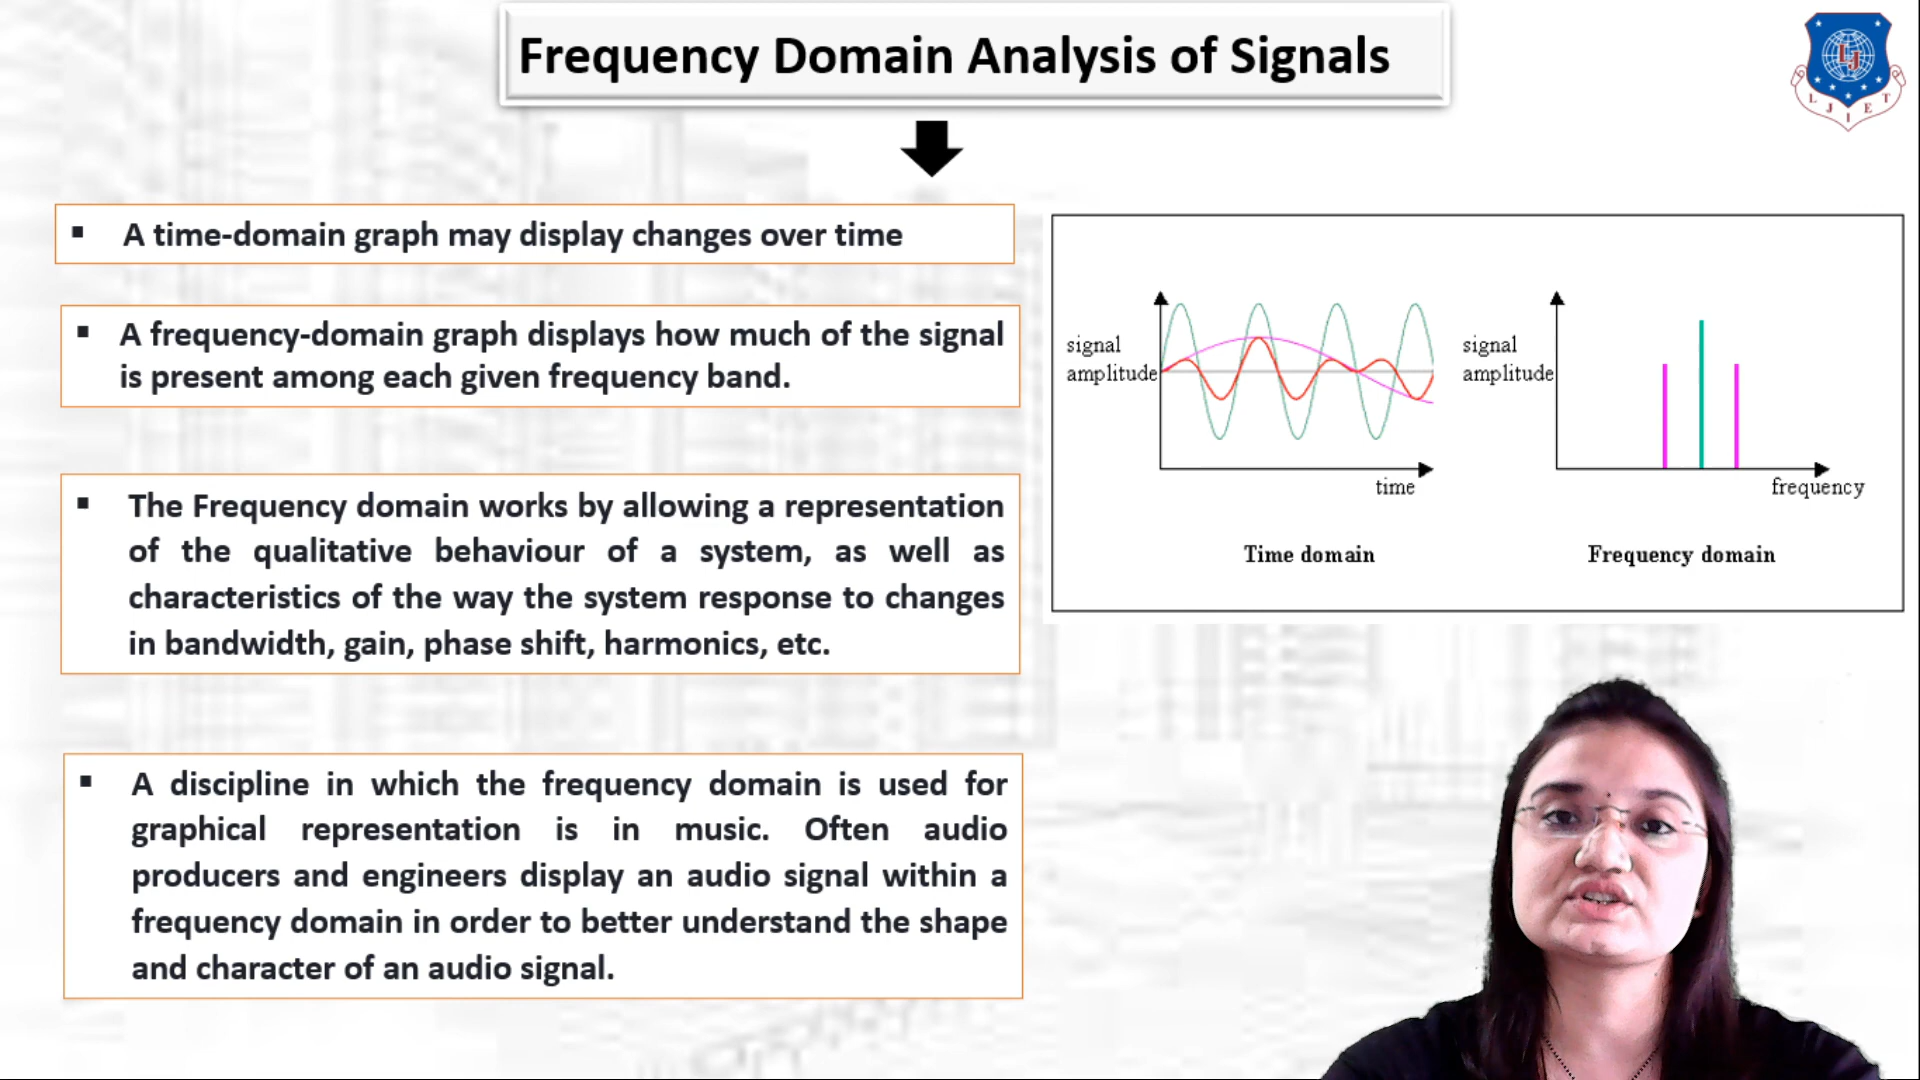 Frequency Domain Analysis of Signals
L J I E T
LJ
▪ A time-domain graph may display changes over time
▪ A frequency-domain graph displays how much of the signal
is present among each given frequency band.
▪ The Frequency domain works by allowing a representation
of the qualitative behaviour of a system, as well as
characteristics of the way the system response to changes
in bandwidth, gain, phase shift, harmonics, etc.
▪ A discipline in which the frequency domain is used for
graphical representation is in music. Often audio
producers and engineers display an audio signal within a
frequency domain in order to better understand the shape
and character of an audio signal.
signal
amplitude
time
Time domain
signal
amplitude
frequency
Frequency domain